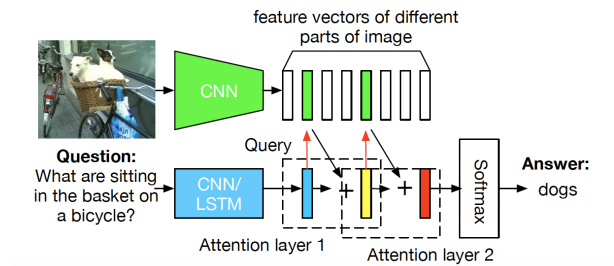 feature vectors of different
parts of image
CNN
Query
Question:
What are sitting
in the basket on
a bicycle?
CNN/
LSTM
+
+
Softmax
Answer:
dogs
Attention layer 1
Attention layer 2